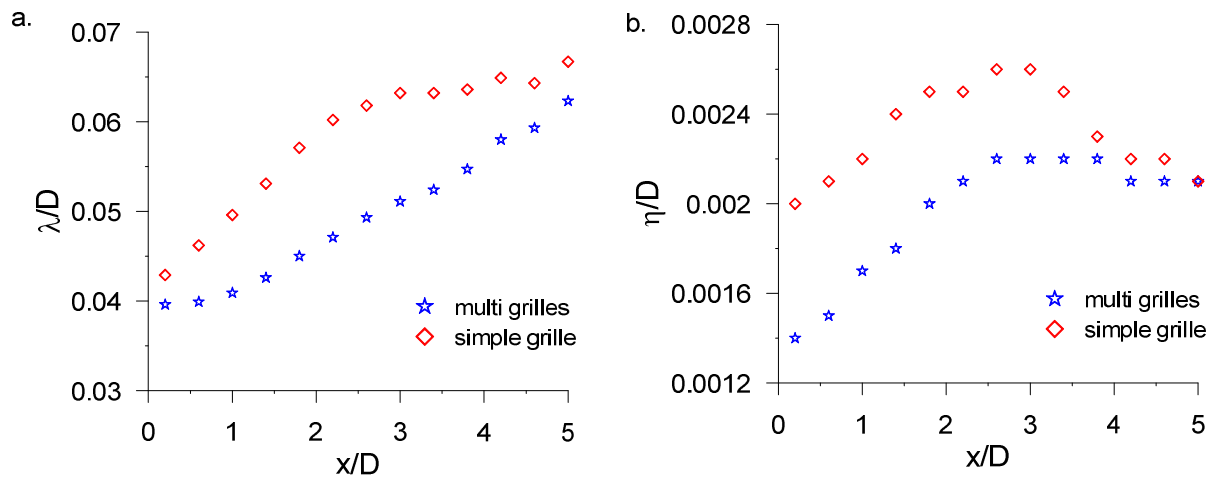 a.
0.07
0.06
0.05
0.04
0.03
λ/D
0 1 2 3 4 5
x/D
multi grilles
simple grille
b.
0.0028
0.0024
0.002
0.0016
0.0012
η/D
0 1 2 3 4 5
x/D
multi grilles
simple grille